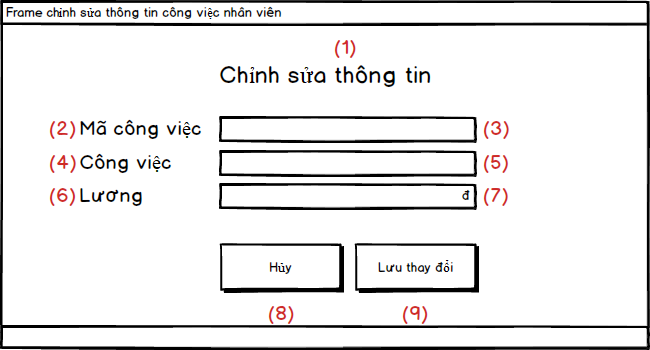 Frame chỉnh sửa thông tin công việc nhân viên
(1)
Chỉnh sửa thông tin
(2) Mã công việc (3)
(4) Công việc (5)
(6) Lương đ (7)
Hủy Lưu thay đổi
(8) (9)